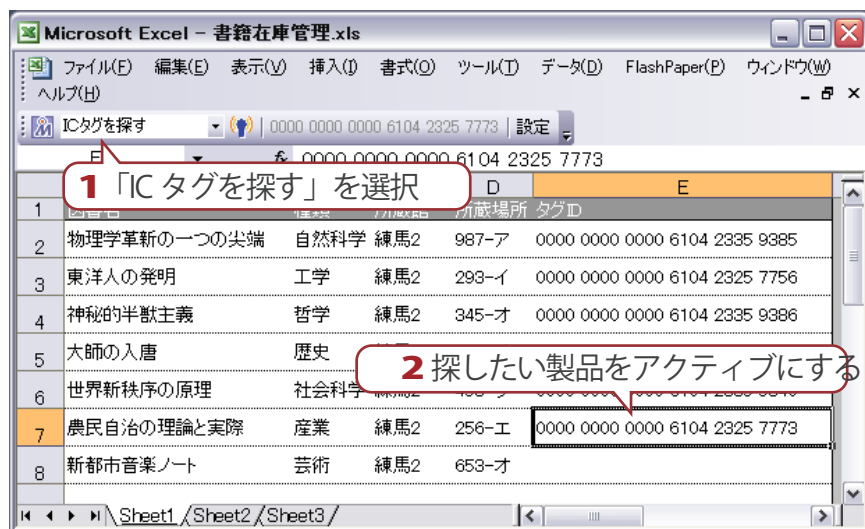 Microsoft Excel - 書籍在庫管理.xls
ファイル(F) 編集(E) 表示(V) 挿入(I) 書式(O) ツール(T) データ(D) FlashPaper(P) ウィンドウ(W)
ヘルプ(H)
ICタグを探す 0000 0000 0000 6104 2325 7773 設定
fx 0000 0000 0000 6104 2325 7773
1「IC タグを探す」を選択
D E
1 所蔵場所 タグID
2 物理学革新の一つの尖端 自然科学 練馬2 987-ア 0000 0000 0000 6104 2335 9385
3 東洋人の発明 工学 練馬2 293-イ 0000 0000 0000 6104 2325 7756
4 神秘的半獣主義 哲学 練馬2 345-オ 0000 0000 0000 6104 2335 9386
5 大師の入唐 歴史
2 探したい製品をアクティブにする
6 世界新秩序の原理 社会科学
7 農民自治の理論と実際 産業 練馬2 256-エ 0000 0000 0000 6104 2325 7773
8 新都市音楽ノート 芸術 練馬2 653-オ
Sheet1 / Sheet2 / Sheet3 /